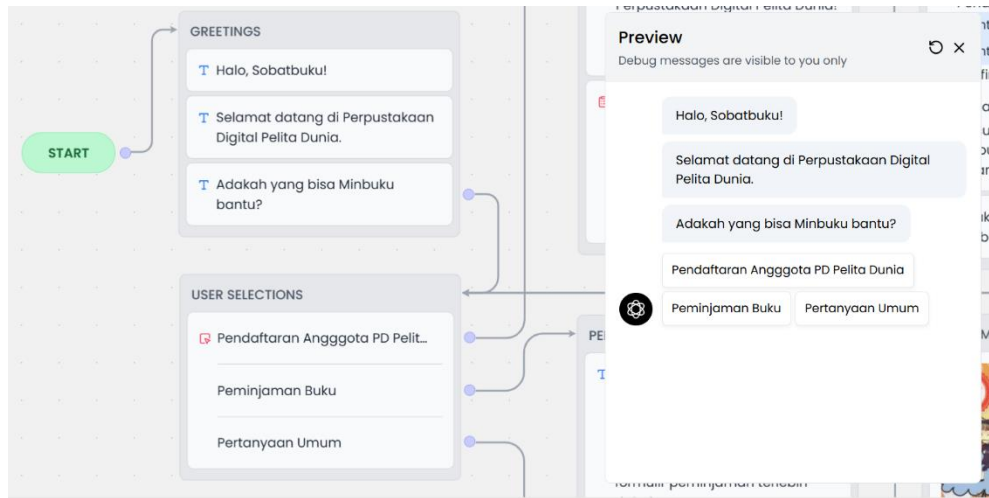 GREETINGS
Halo, Sobatbuku!
Selamat datang di Perpustakaan
Digital Pelita Dunia.
Adakah yang bisa Minbuku
bantu?
START
USER SELECTIONS
Pendaftaran Angggota PD Pelit...
Peminjaman Buku
Pertanyaan Umum
Preview
Debug messages are visible to you only
Halo, Sobatbuku!
Selamat datang di Perpustakaan Digital
Pelita Dunia.
Adakah yang bisa Minbuku bantu?
Pendaftaran Angggota PD Pelita Dunia
Peminjaman Buku
Pertanyaan Umum